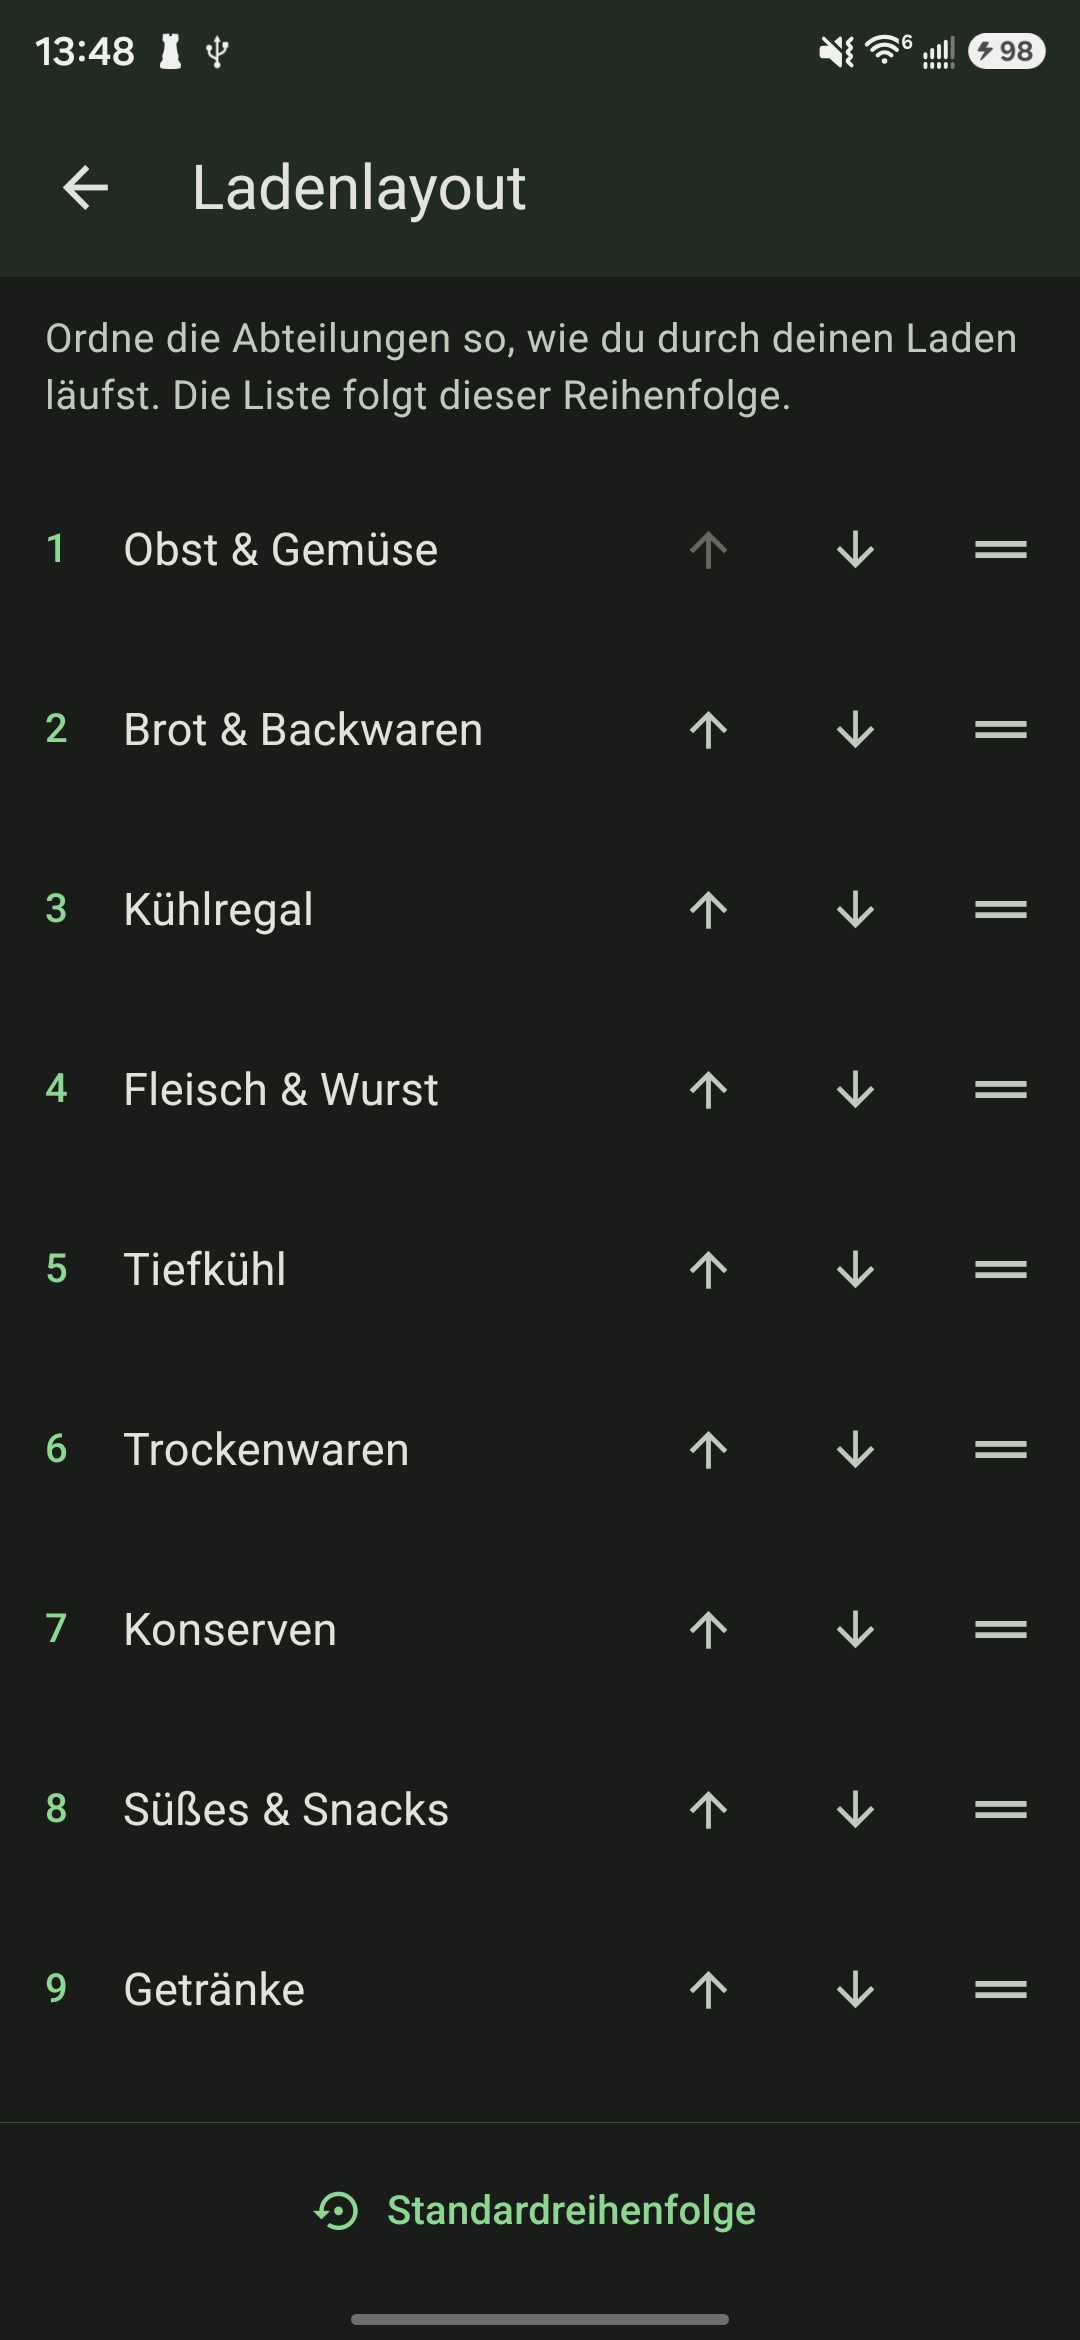 13:48
6
98
Ladenlayout
Ordne die Abteilungen so, wie du durch deinen Laden
läufst. Die Liste folgt dieser Reihenfolge.
1 Obst & Gemüse
2 Brot & Backwaren
3 Kühlregal
4 Fleisch & Wurst
5 Tiefkühl
6 Trockenwaren
7 Konserven
8 Süßes & Snacks
9 Getränke
Standardreihenfolge